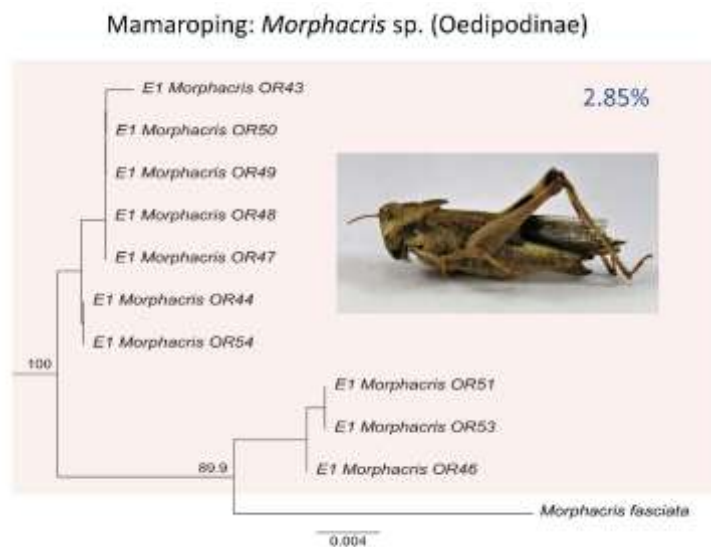 Mamaroping: Morphacris sp. (Oedipodinae)
E1 Morphacris OR43
2.85%
E1 Morphacris OR50
E1 Morphacris OR49
E1 Morphacris OR48
E1 Morphacris OR47
E1 Morphacris OR44
E1 Morphacris OR54
100
E1 Morphacris OR51
E1 Morphacris OR53
89.9
E1 Morphacris OR46
Morphacris fasciata
0.004